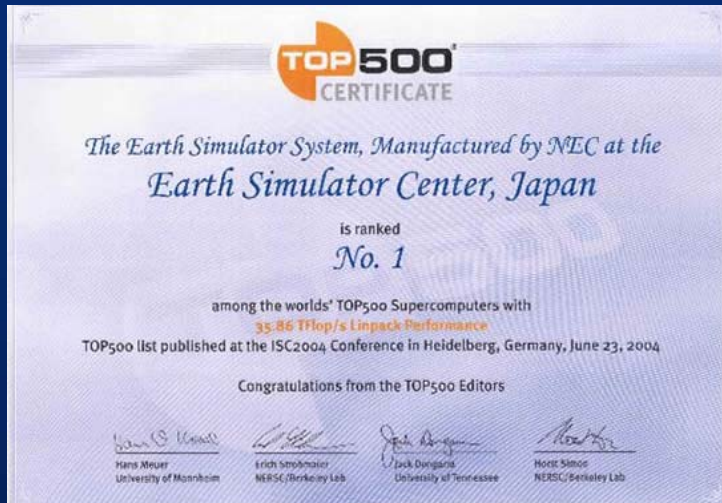 TOP500
CERTIFICATE
The Earth Simulator System, Manufactured by NEC at the
Earth Simulator Center, Japan
is ranked
No. 1
among the worlds' TOP500 Supercomputers with
35.86 TFlop/s Linpack Performance
TOP500 list published at the ISC2004 Conference in Heidelberg, Germany, June 23, 2004
Congratulations from the TOP500 Editors
Hans Meuer Erich Strohmaier Jack Dongarra Horst Simon
University of Mannheim NERSC/Berkeley Lab University of Tennessee NERSC/Berkeley Lab